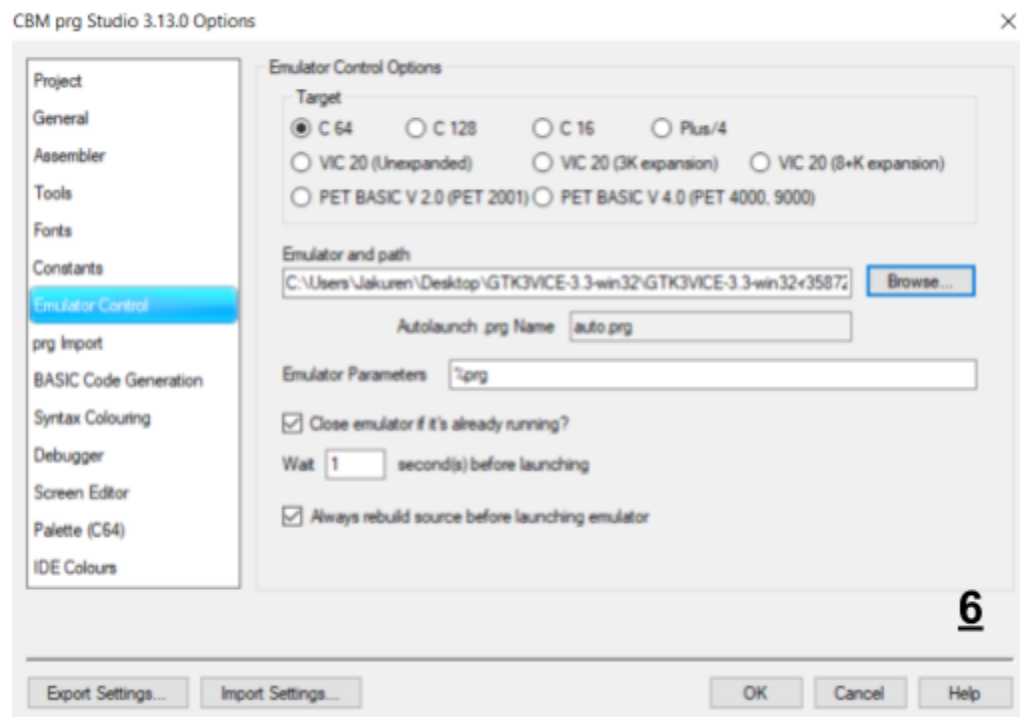 CBM prg Studio 3.13.0 Options
Project
General
Assembler
Tools
Fonts
Constants
Emulator Control
prg Import
BASIC Code Generation
Syntax Colouring
Debugger
Screen Editor
Palette (C64)
IDE Colours
Emulator Control Options
Target
C 64 C 128 C 16 Plus/4
VIC 20 (Unexpanded) VIC 20 (3K expansion) VIC 20 (8+K expansion)
PET BASIC V 2.0 (PET 2001) PET BASIC V 4.0 (PET 4000, 9000)
Emulator and path
C:\Users\Jakuren\Desktop\GTK3VICE-3.3-win32\GTK3VICE-3.3-win32-r35872 Browse...
Autolaunch .prg Name auto.prg
Emulator Parameters %prg
Close emulator if it's already running?
Wait 1 second(s) before launching
Always rebuild source before launching emulator
6
Export Settings... Import Settings... OK Cancel Help